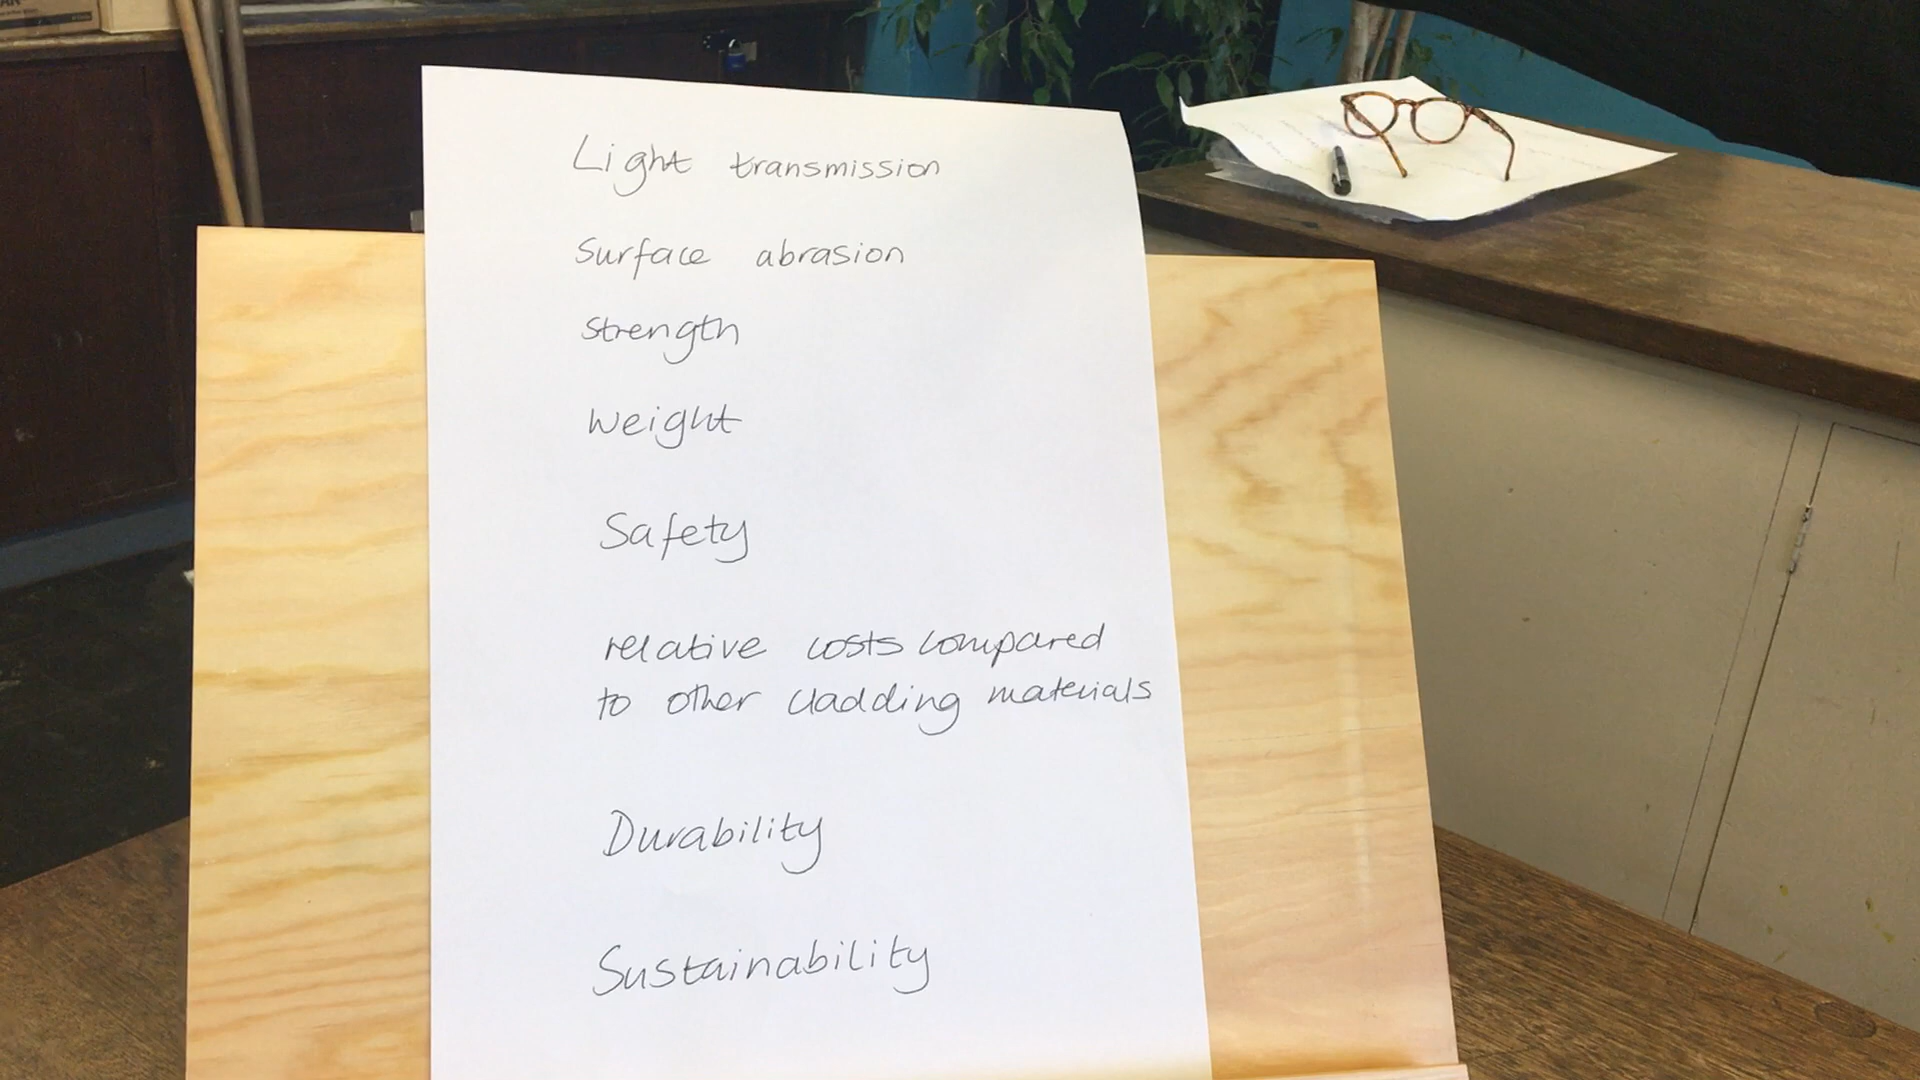 Light transmission
Surface abrasion
Strength
Weight
Safety
relative costs compared
to other cladding materials
Durability
Sustainability